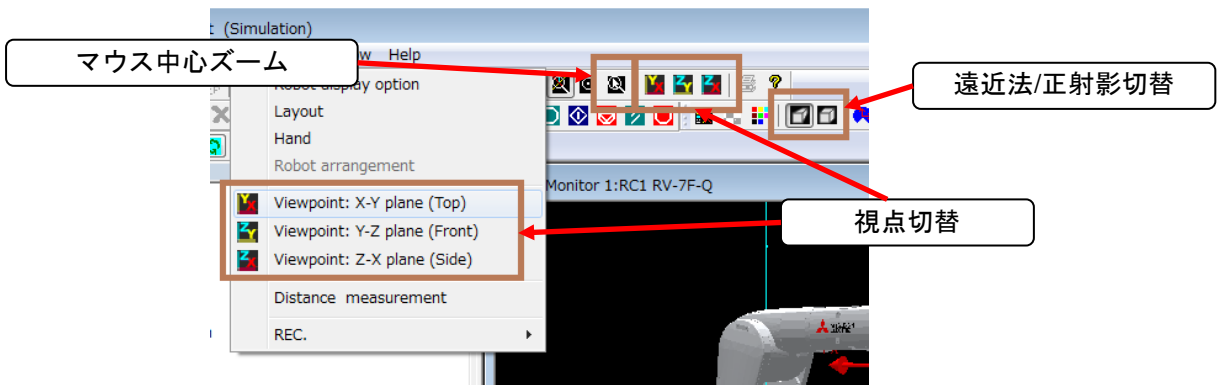 t (Simulation)
マウス中心ズーム
w Help
遠近法/正射影切替
Robot display option
Layout
Hand
Robot arrangement
Monitor 1:RC1 RV-7F-Q
Viewpoint: X-Y plane (Top)
視点切替
Viewpoint: Y-Z plane (Front)
Viewpoint: Z-X plane (Side)
Distance measurement
REC.